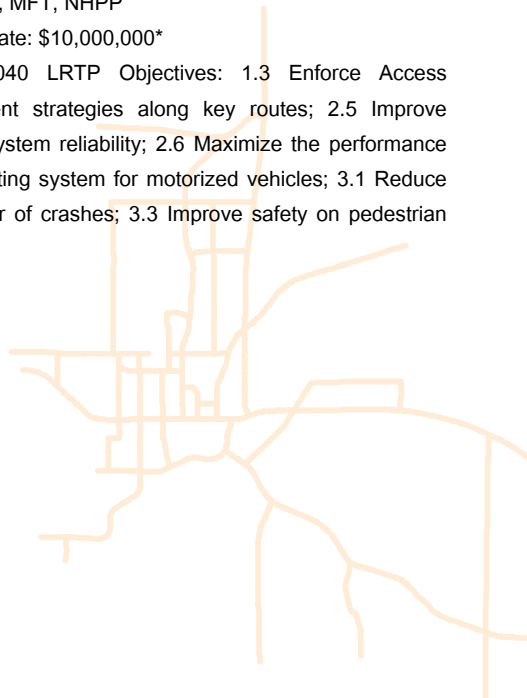 , MFT, NHPP
ate: $10,000,000*
040 LRTP Objectives: 1.3 Enforce Access
ent strategies along key routes; 2.5 Improve
ystem reliability; 2.6 Maximize the performance
ting system for motorized vehicles; 3.1 Reduce
r of crashes; 3.3 Improve safety on pedestrian